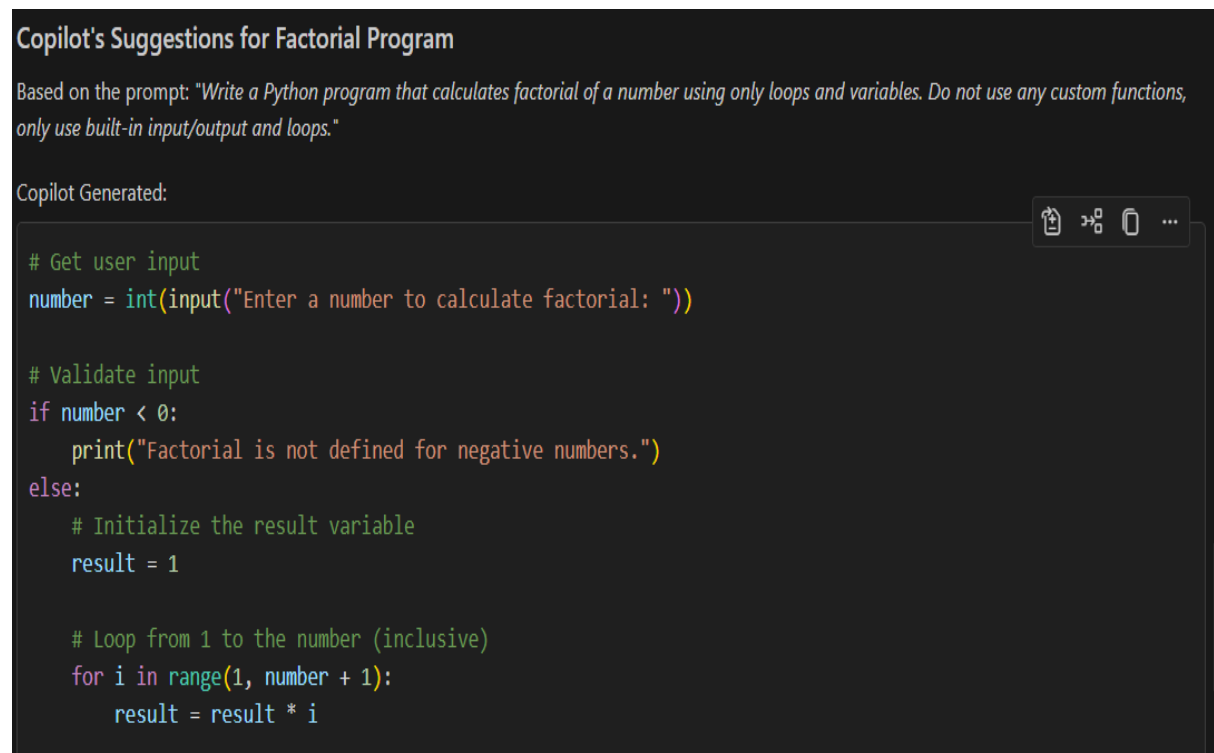 Copilot's Suggestions for Factorial Program
Based on the prompt: "Write a Python program that calculates factorial of a number using only loops and variables. Do not use any custom functions,
only use built-in input/output and loops."
Copilot Generated:
# Get user input
number = int(input("Enter a number to calculate factorial: "))
# Validate input
if number < 0:
    print("Factorial is not defined for negative numbers.")
else:
    # Initialize the result variable
    result = 1
    # Loop from 1 to the number (inclusive)
    for i in range(1, number + 1):
        result = result * i